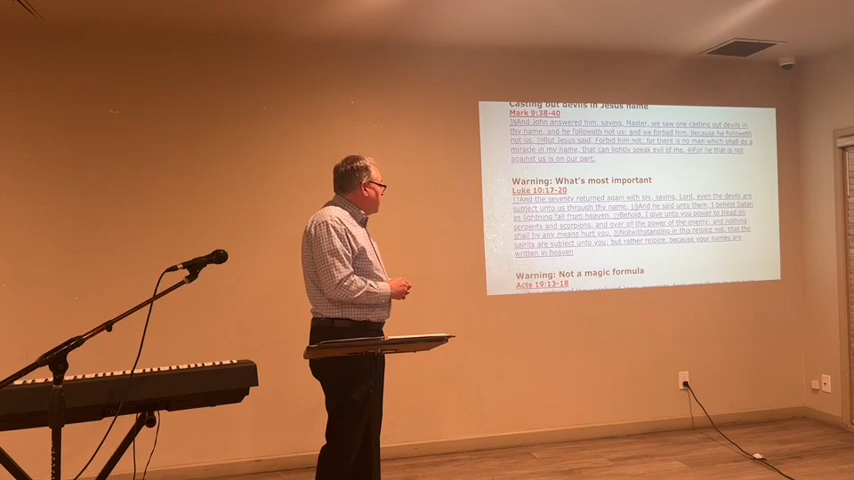 Casting out devils in Jesus name
Mark 9:38-40
38And John answered him, saying, Master, we saw one casting out devils in
thy name, and he followeth not us: and we forbad him, because he followeth
not us. 39But Jesus said, Forbid him not: for there is no man which shall do a
miracle in my name, that can lightly speak evil of me. 40For he that is not
against us is on our part.
Warning: What's most important
Luke 10:17-20
17And the seventy returned again with joy, saying, Lord, even the devils are
subject unto us through thy name. 18And he said unto them, I beheld Satan
as lightning fall from heaven. 19Behold, I give unto you power to tread on
serpents and scorpions, and over all the power of the enemy: and nothing
shall by any means hurt you. 20Notwithstanding in this rejoice not, that the
spirits are subject unto you; but rather rejoice, because your names are
written in heaven
Warning: Not a magic formula
Acts 19:13-18